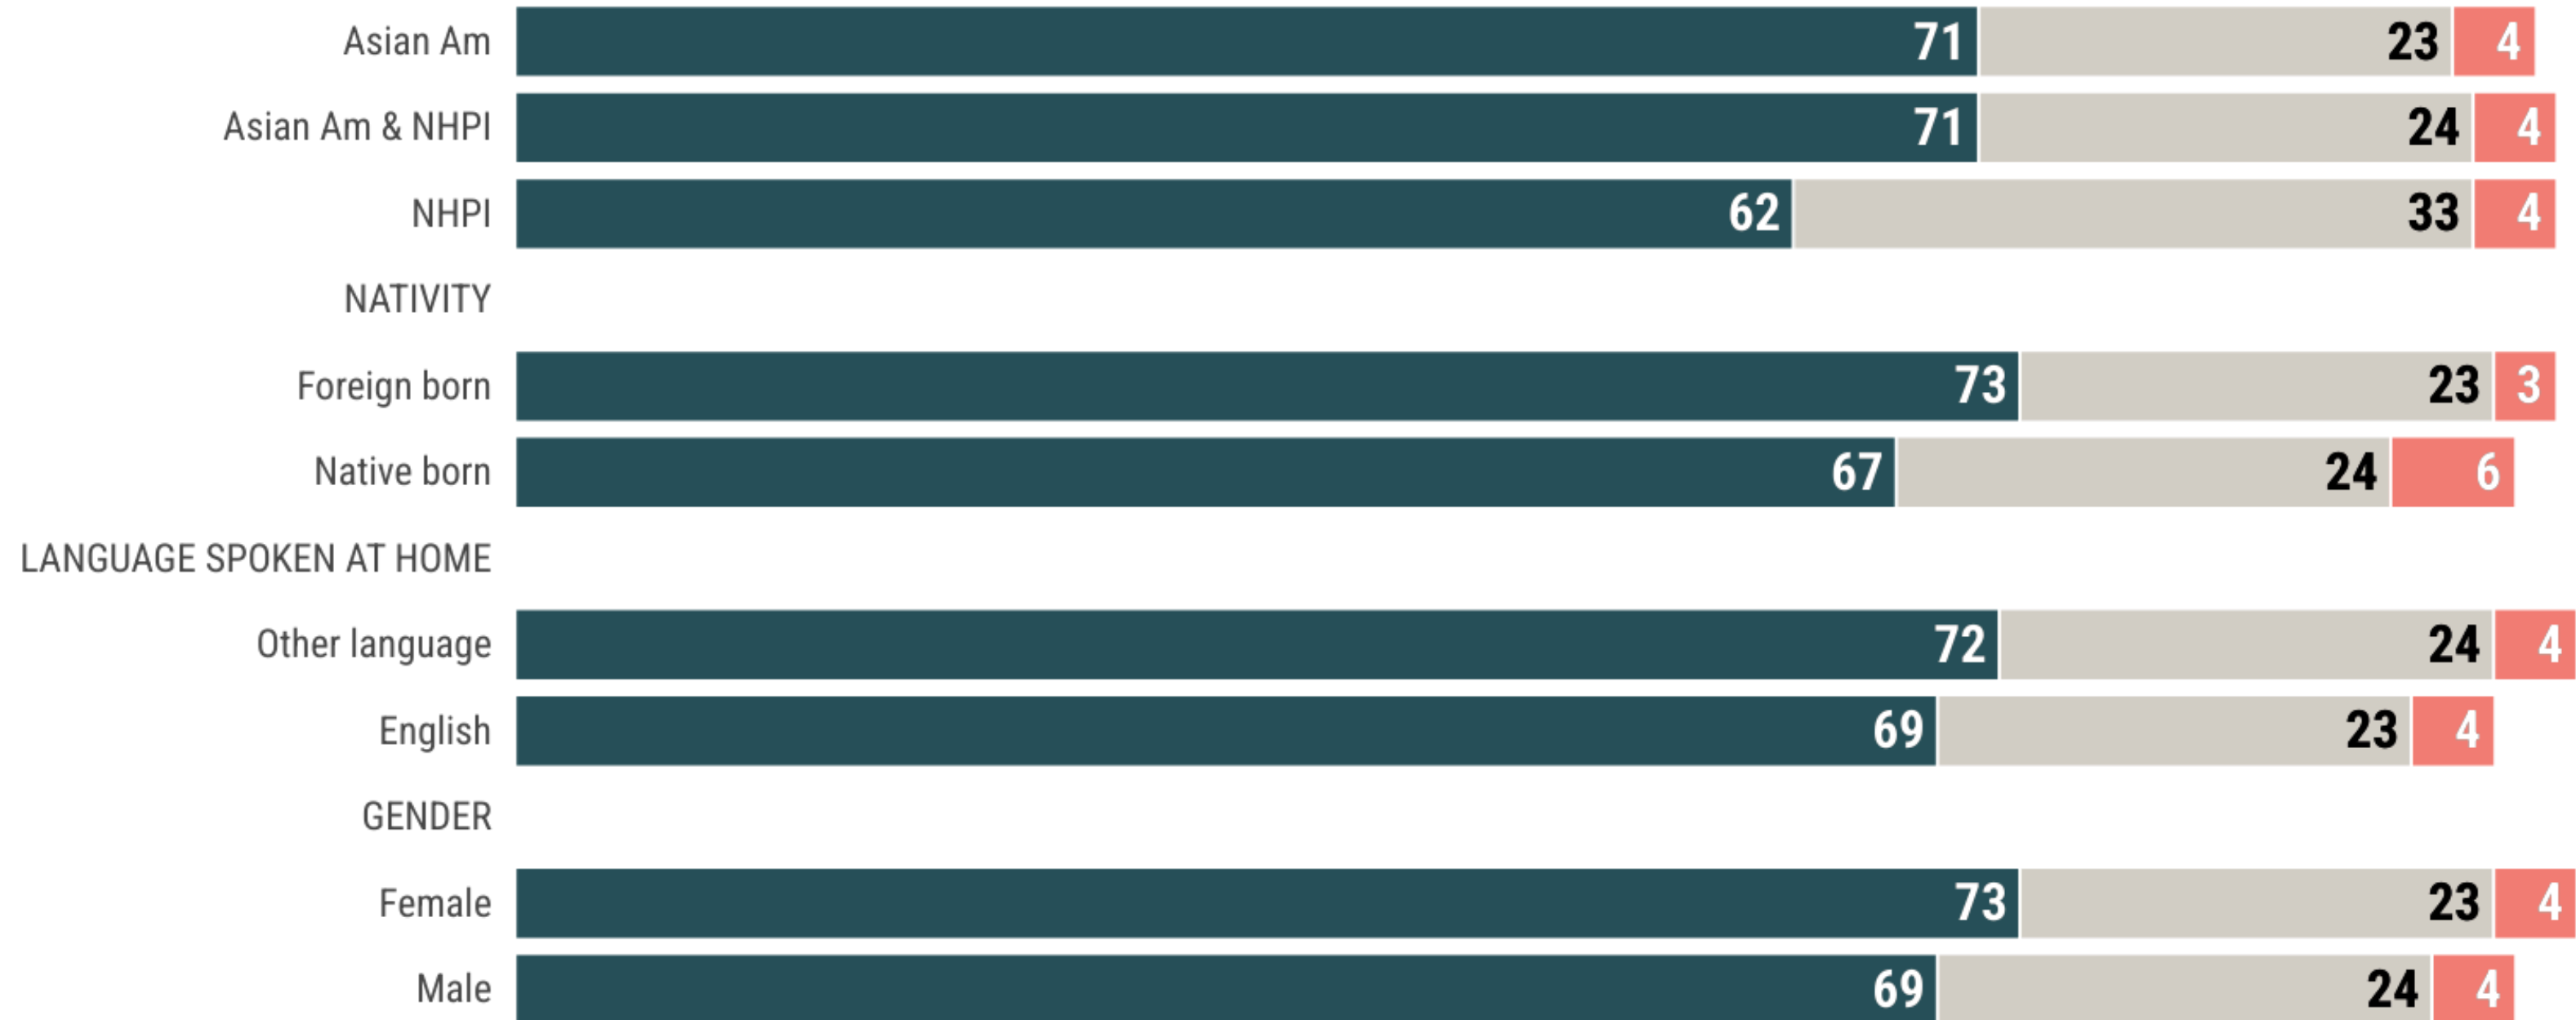 Asian Am 71 23 4
Asian Am & NHPI 71 24 4
NHPI 62 33 4
NATIVITY
Foreign born 73 23 3
Native born 67 24 6
LANGUAGE SPOKEN AT HOME
Other language 72 24 4
English 69 23 4
GENDER
Female 73 23 4
Male 69 24 4